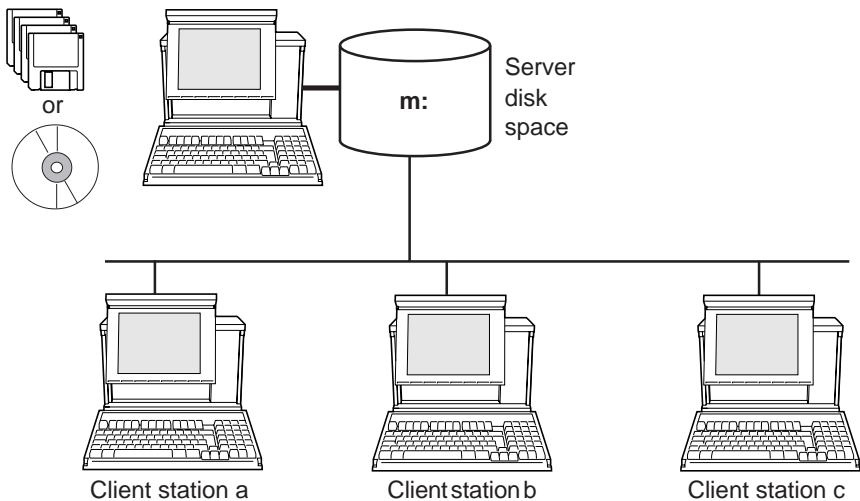 or
m:
Server
disk
space
Client station a
Client station b
Client station c